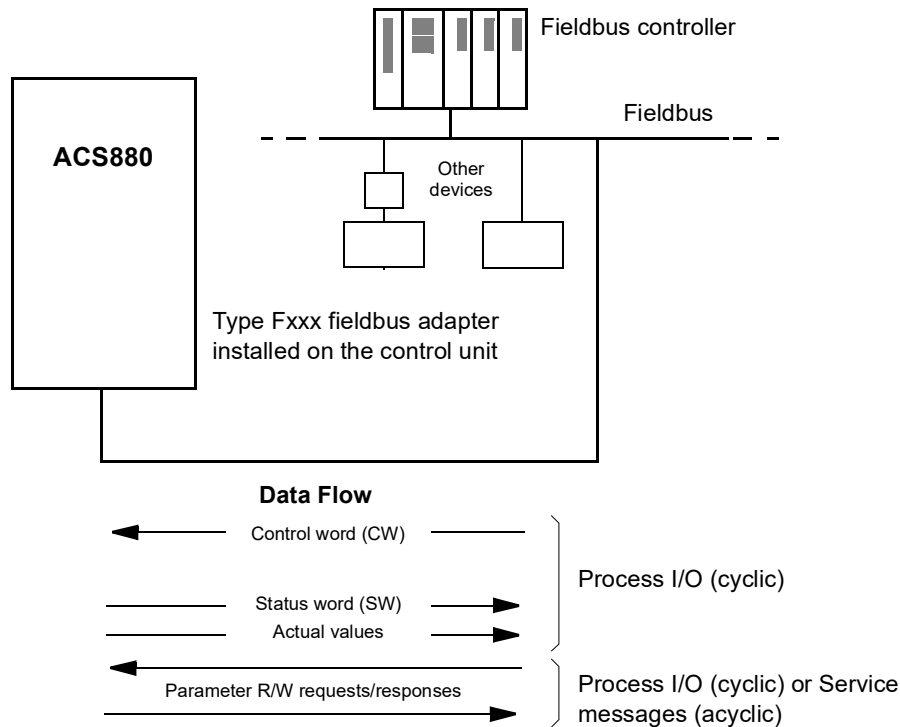 Fieldbus controller
Fieldbus
ACS880
Other
devices
Type Fxxx fieldbus adapter
installed on the control unit
Data Flow
Control word (CW)
Process I/O (cyclic)
Status word (SW)
Actual values
Parameter R/W requests/responses
Process I/O (cyclic) or Service
messages (acyclic)